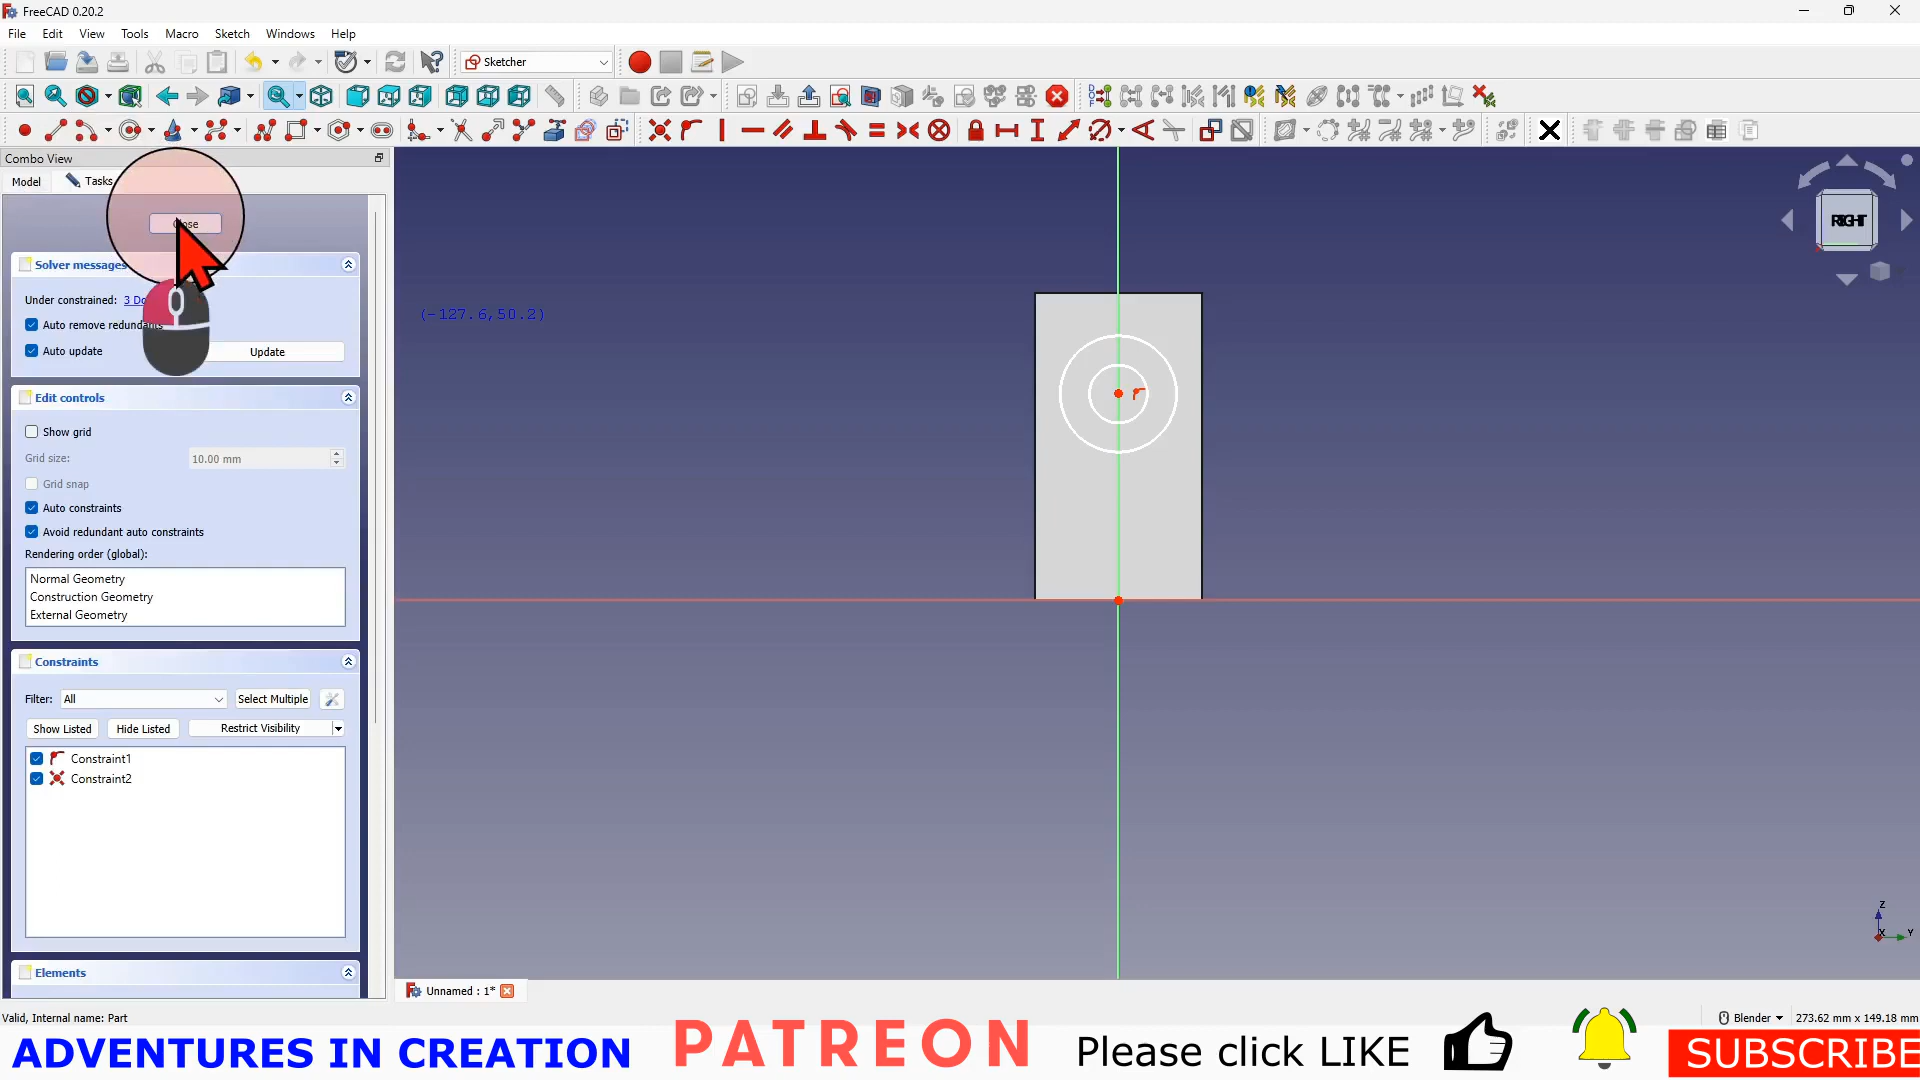 FreeCAD 0.20.2
File Edit View Tools Macro Sketch Windows Help
Sketcher
Combo View
Model Tasks
Solver messages
Under constrained: 3 Do
Auto remove redundants
Auto update Update
Edit controls
Show grid
Grid size: 10.00 mm
Grid snap
Auto constraints
Avoid redundant auto constraints
Rendering order (global):
Normal Geometry
Construction Geometry
External Geometry
Constraints
Filter: All Select Multiple
Show Listed Hide Listed Restrict Visibility
Constraint1
Constraint2
Elements
(-127.6,50.2)
RIGHT
Z
X
Y
Unnamed : 1*
Valid, Internal name: Part
Blender 273.62 mm x 149.18 mm
ADVENTURES IN CREATION PATREON Please click LIKE SUBSCRIBE